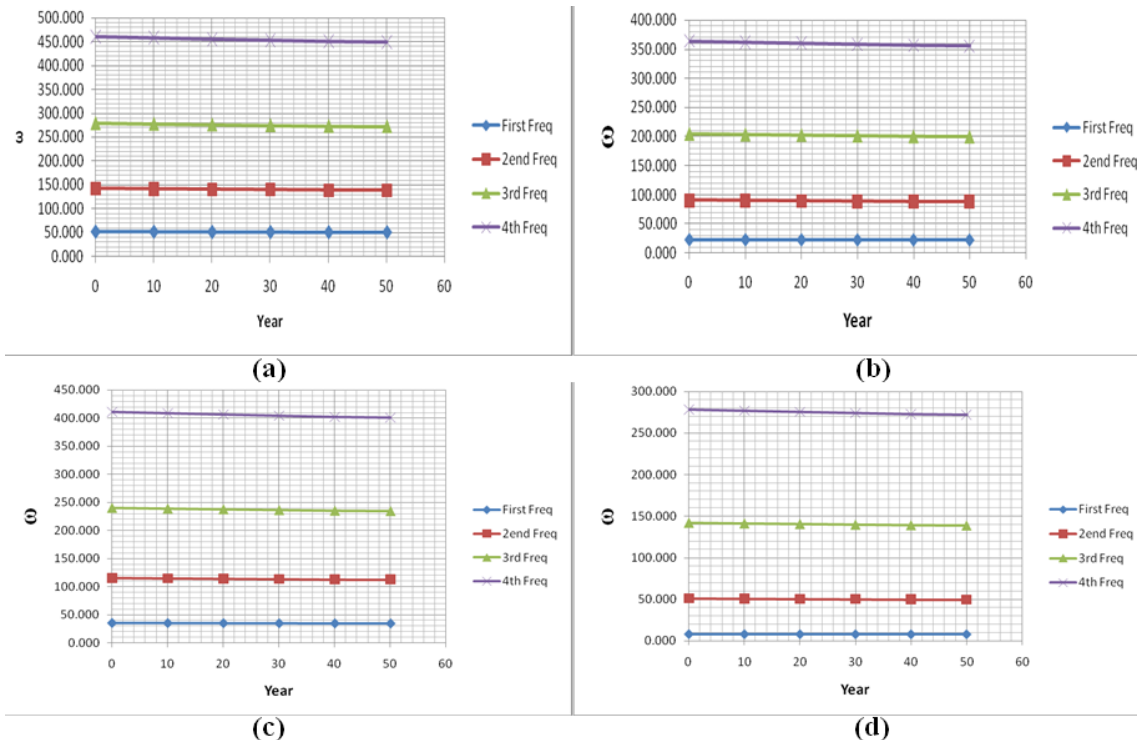 500.000
450.000
400.000
350.000
300.000
250.000
200.000
150.000
100.000
50.000
0.000
ω
0 10 20 30 40 50 60
Year
First Freq
2end Freq
3rd Freq
4th Freq
(a)
400.000
350.000
300.000
250.000
200.000
150.000
100.000
50.000
0.000
ω
0 10 20 30 40 50 60
Year
First Freq
2end Freq
3rd Freq
4th Freq
(b)
450.000
400.000
350.000
300.000
250.000
200.000
150.000
100.000
50.000
0.000
ω
0 10 20 30 40 50 60
Year
First Freq
2end Freq
3rd Freq
4th Freq
(c)
300.000
250.000
200.000
150.000
100.000
50.000
0.000
ω
0 10 20 30 40 50 60
Year
First Freq
2end Freq
3rd Freq
4th Freq
(d)